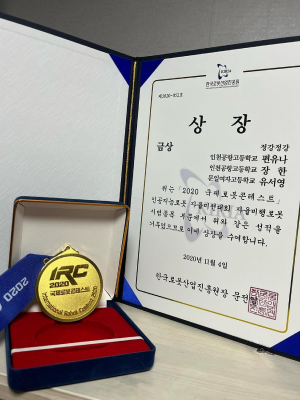 한국로봇산업진흥원
제2020-051호
상 장
금상
정강정강
인천공항고등학교 편유나
인천공항고등학교 장 한
문일여자고등학교 유서영
위는 「2020 국제로봇콘테스트」
인공지능로봇 자율미션대회 자율비행로봇
시범종목 부문에서 위와 같은 성적을
거두었으므로 이에 상장을 수여합니다.
2020년 11월 4일
한국로봇산업진흥원장 문전일
IRC
2020
국제로봇콘테스트
International Robot Contest 2020
2020